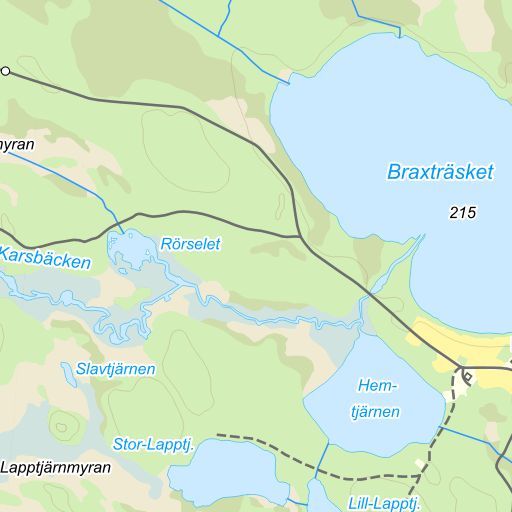 myran
Braxträsket
215
Rörselet
Karsbäcken
Slavtjärnen
Hem-
tjärnen
Stor-Lapptj.
Lapptjärnmyran
Lill-Lapptj.